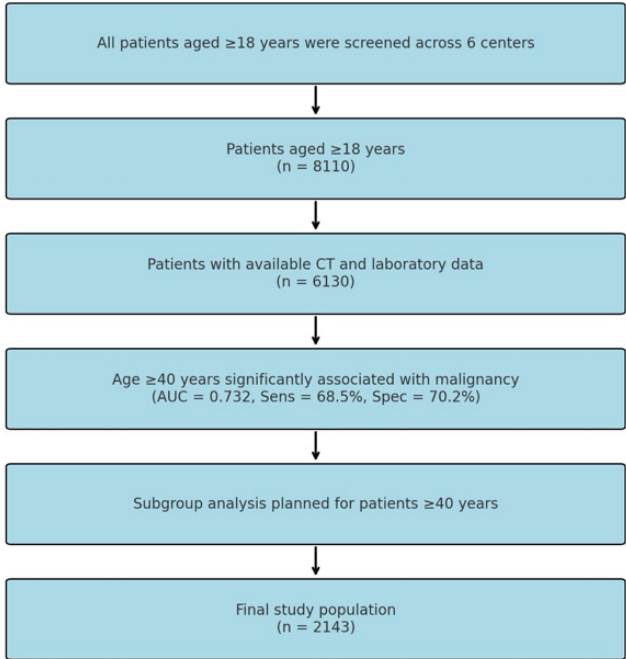 All patients aged ≥18 years were screened across 6 centers
Patients aged ≥18 years
(n = 8110)
Patients with available CT and laboratory data
(n = 6130)
Age ≥40 years significantly associated with malignancy
(AUC = 0.732, Sens = 68.5%, Spec = 70.2%)
Subgroup analysis planned for patients ≥40 years
Final study population
(n = 2143)